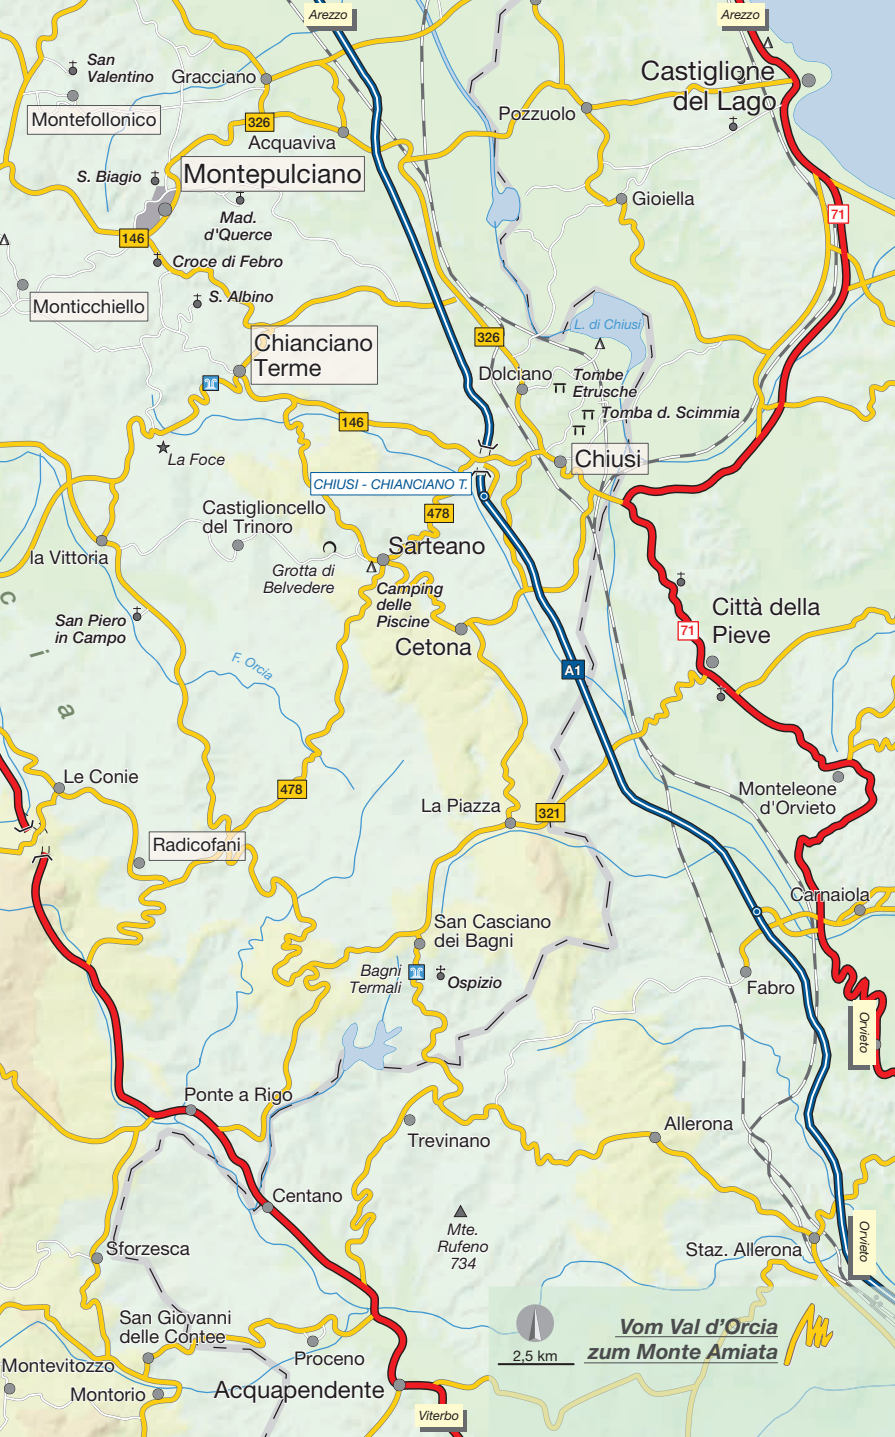 Arezzo
Arezzo
San
Valentino
Gracciano
Castiglione
del Lago
Montefollonico
326
Acquaviva
Pozzuolo
S. Biagio
Montepulciano
Gioiella
Mad.
d'Querce
71
146
Croce di Febro
S. Albino
Monticchiello
L. di Chiusi
326
Chianciano
Terme
Dolciano
Tombe
Etrusche
Tomba d. Scimmia
146
La Foce
Chiusi
CHIUSI - CHIANCIANO T.
478
Castiglioncello
del Trinoro
Sarteano
la Vittoria
Grotta di
Belvedere
Camping
delle
Piscine
San Piero
in Campo
Città della
Pieve
71
Cetona
c
i
a
F. Orcia
A1
Le Conie
478
La Piazza
321
Monteleone
d'Orvieto
Radicofani
Carnaiola
San Casciano
dei Bagni
Bagni
Termali
Ospizio
Fabro
Orvieto
Ponte a Rigo
Trevinano
Allerona
Centano
Mte.
Rufeno
734
Sforzesca
Staz. Allerona
Orvieto
San Giovanni
delle Contee
Proceno
2,5 km
Vom Val d'Orcia
zum Monte Amiata
Montevitozzo
Montorio
Acquapendente
Viterbo